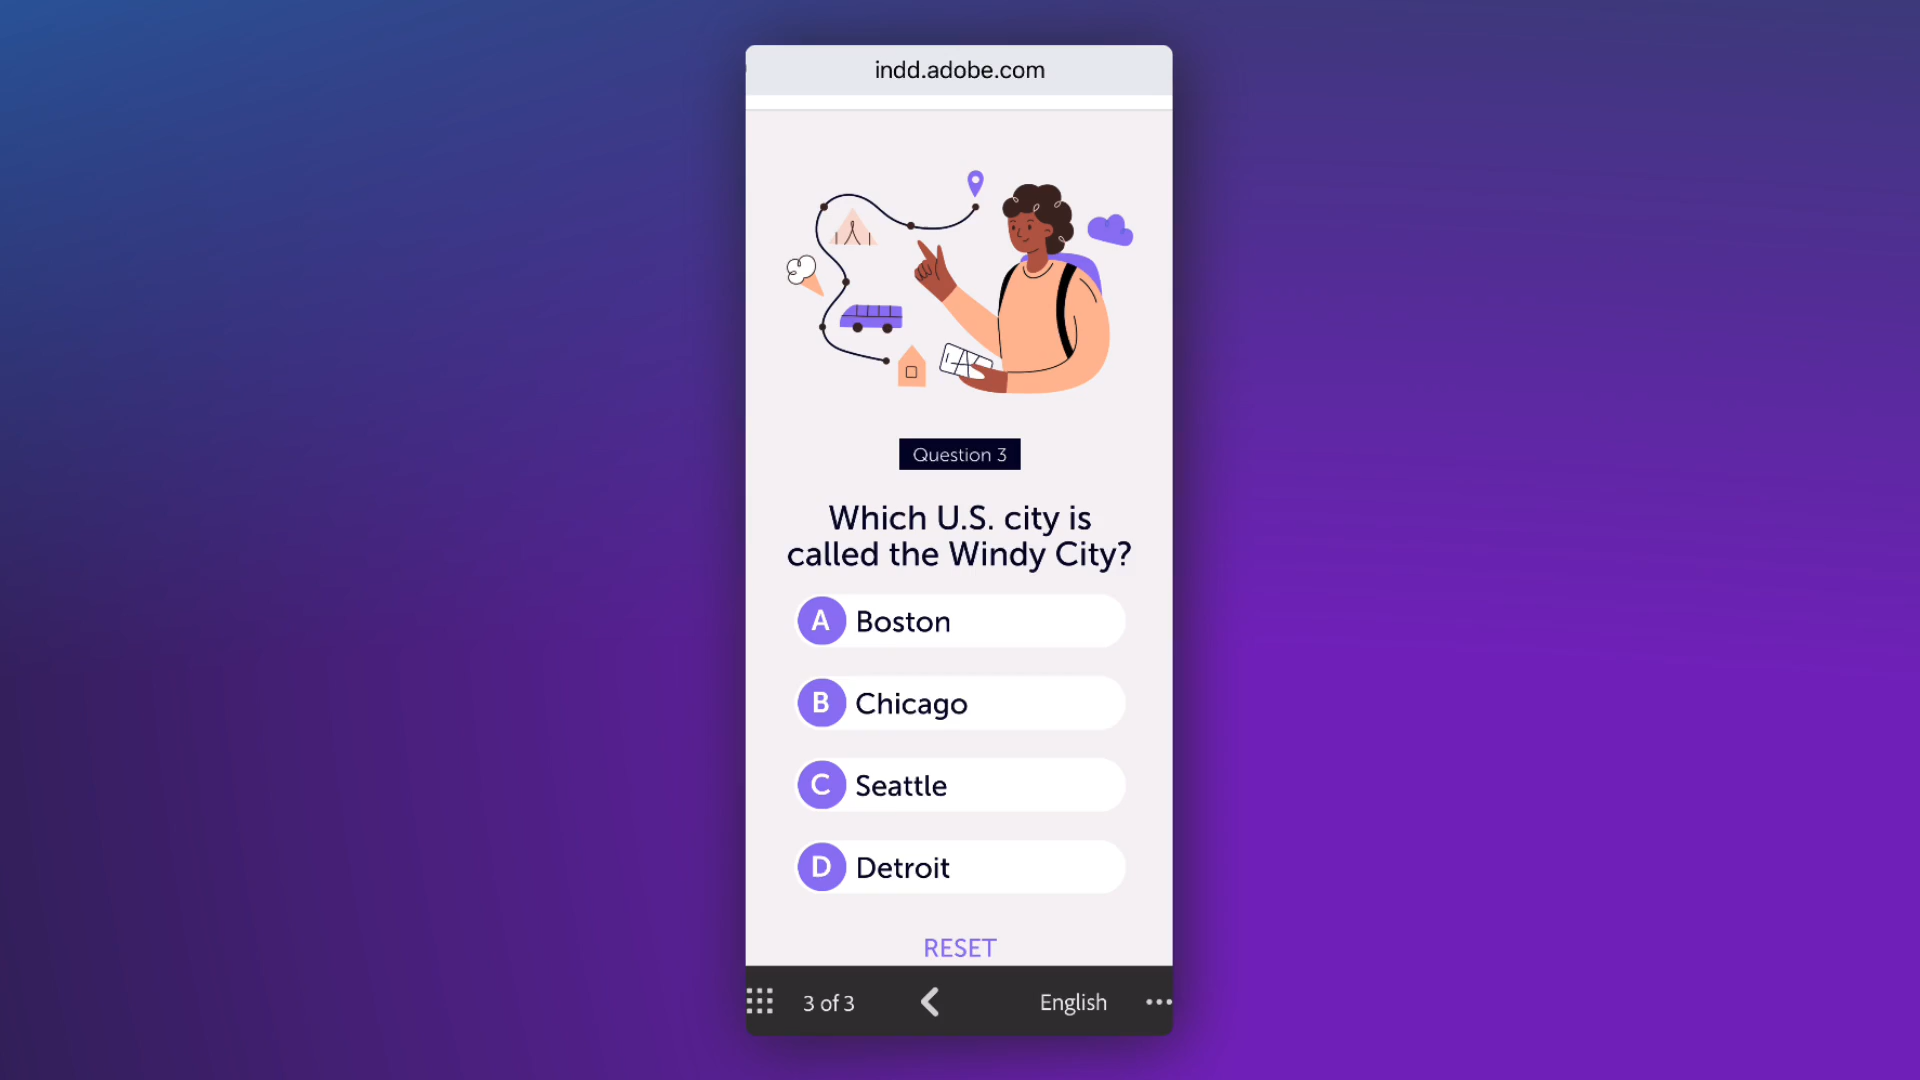 indd.adobe.com
Question 3
Which U.S. city is
called the Windy City?
A Boston
B Chicago
C Seattle
D Detroit
RESET
3 of 3 English